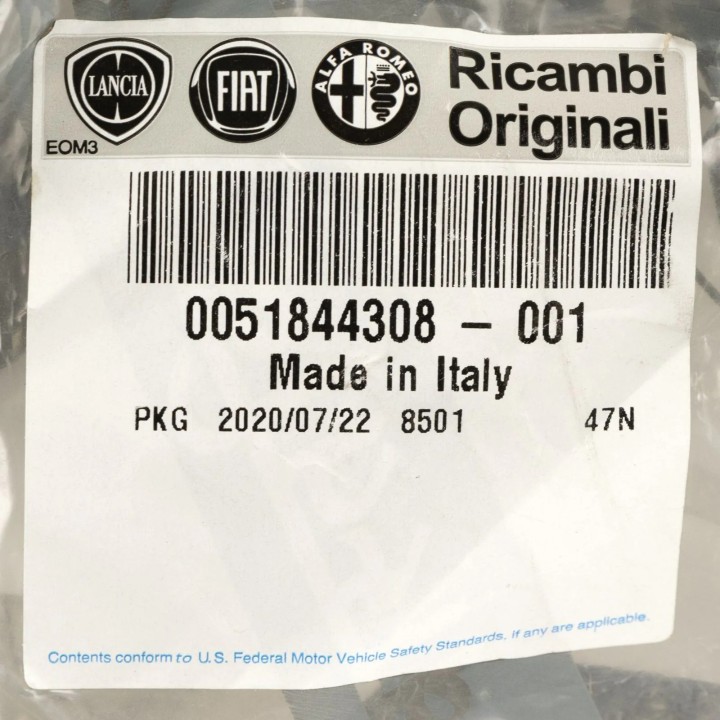 LANCIA
FIAT
ALFA ROMEO
Ricambi
Originali
EOM3
0051844308 - 001
Made in Italy
PKG 2020/07/22 8501 47N
Contents conform to U.S. Federal Motor Vehicle Safety Standards, if any are applicable.